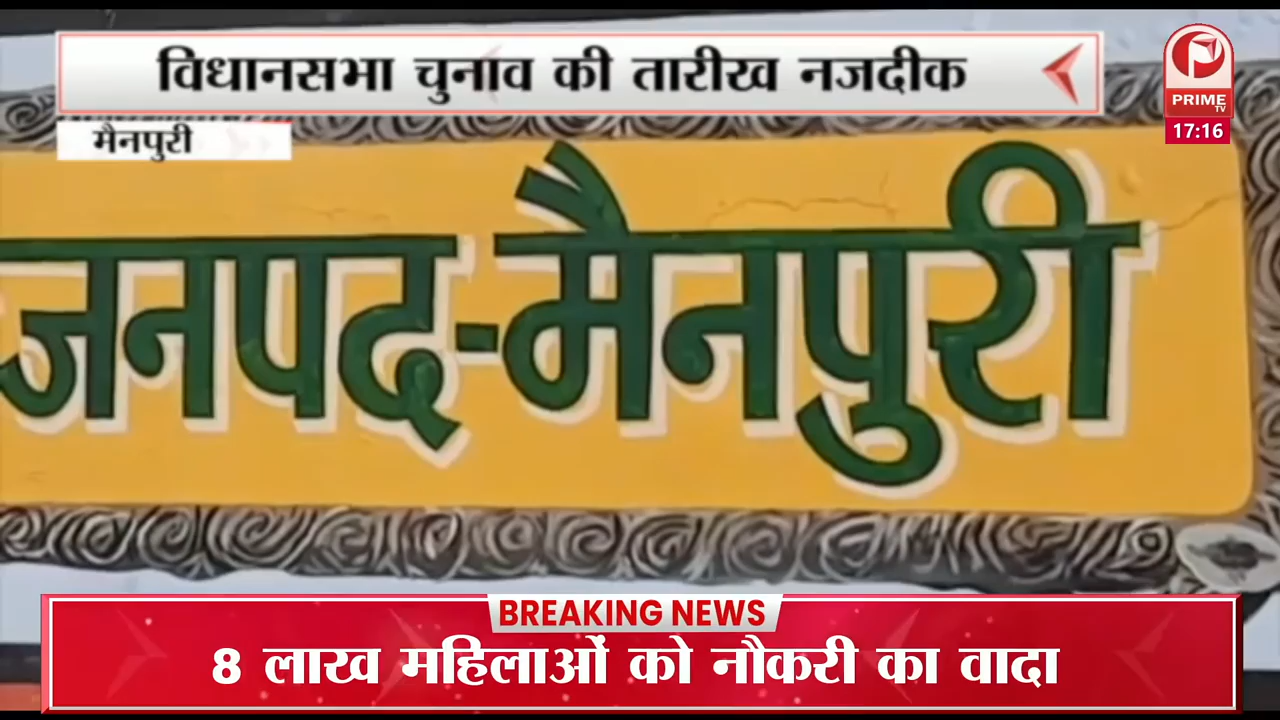 विधानसभा चुनाव की तारीख नजदीक
PRIME
TV
17:16
मैनपुरी
जनपद-मैनपुरी
BREAKING NEWS
8 लाख महिलाओं को नौकरी का वादा